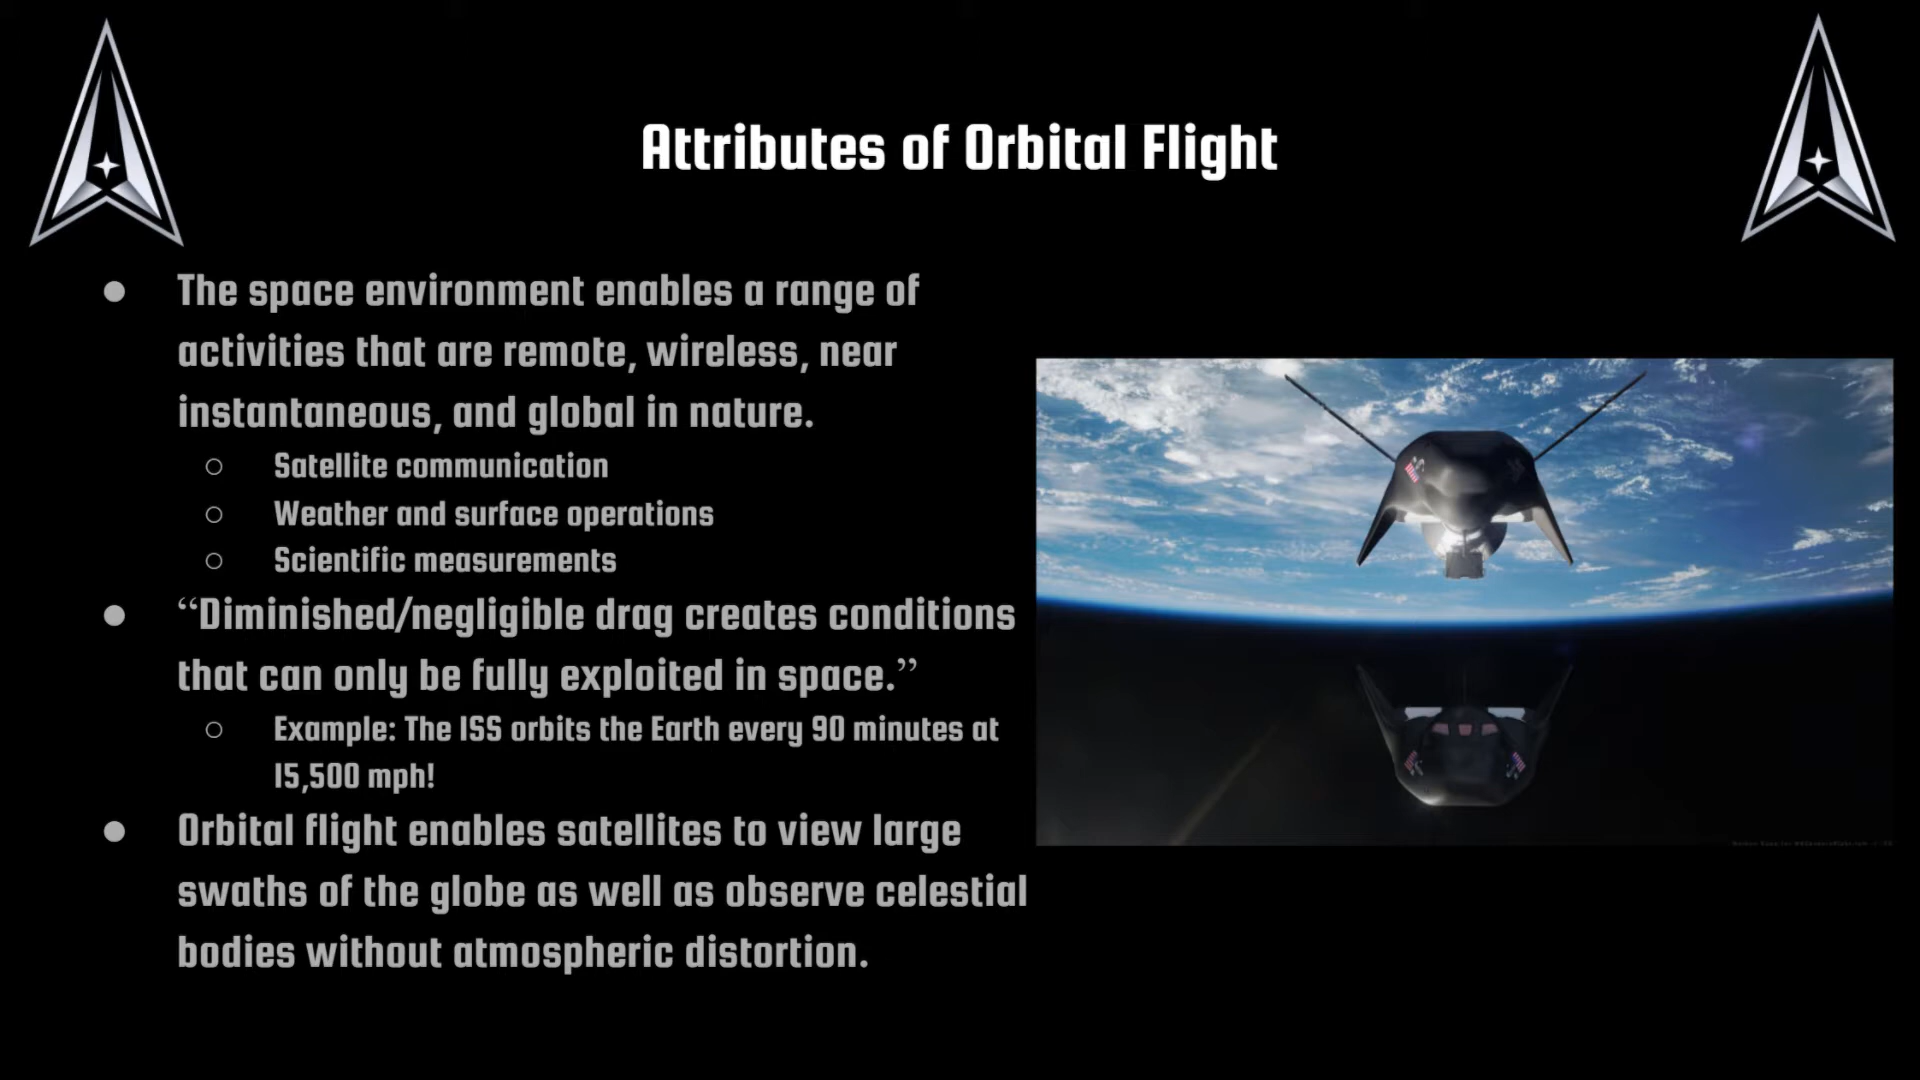 Attributes of Orbital Flight
● The space environment enables a range of
activities that are remote, wireless, near
instantaneous, and global in nature.
○ Satellite communication
○ Weather and surface operations
○ Scientific measurements
● “Diminished/negligible drag creates conditions
that can only be fully exploited in space.”
○ Example: The ISS orbits the Earth every 90 minutes at
15,500 mph!
● Orbital flight enables satellites to view large
swaths of the globe as well as observe celestial
bodies without atmospheric distortion.